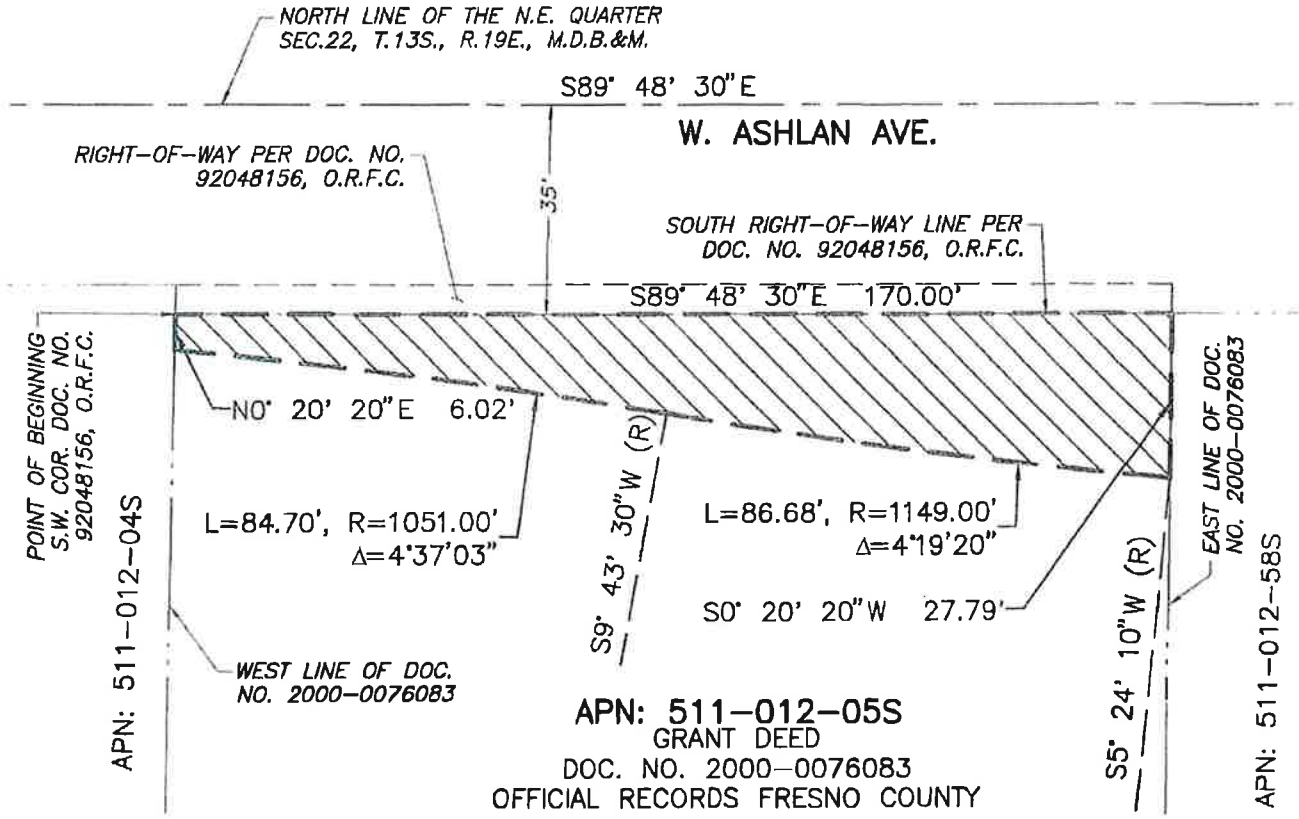 NORTH LINE OF THE N.E. QUARTER
SEC.22, T.13S., R.19E., M.D.B.&M.
S89° 48' 30"E
W. ASHLAN AVE.
RIGHT-OF-WAY PER DOC. NO.
92048156, O.R.F.C.
35'
SOUTH RIGHT-OF-WAY LINE PER
DOC. NO. 92048156, O.R.F.C.
S89° 48' 30"E 170.00'
POINT OF BEGINNING
S.W. COR. DOC. NO.
92048156, O.R.F.C.
N0° 20' 20"E 6.02'
L=84.70', R=1051.00'
Δ=4°37'03"
S9° 43' 30"W (R)
L=86.68', R=1149.00'
Δ=4°19'20"
S0° 20' 20"W 27.79'
EAST LINE OF DOC.
NO. 2000-0076083
APN: 511-012-04S
WEST LINE OF DOC.
NO. 2000-0076083
APN: 511-012-05S
GRANT DEED
DOC. NO. 2000-0076083
OFFICIAL RECORDS FRESNO COUNTY
S5° 24' 10"W (R)
APN: 511-012-58S